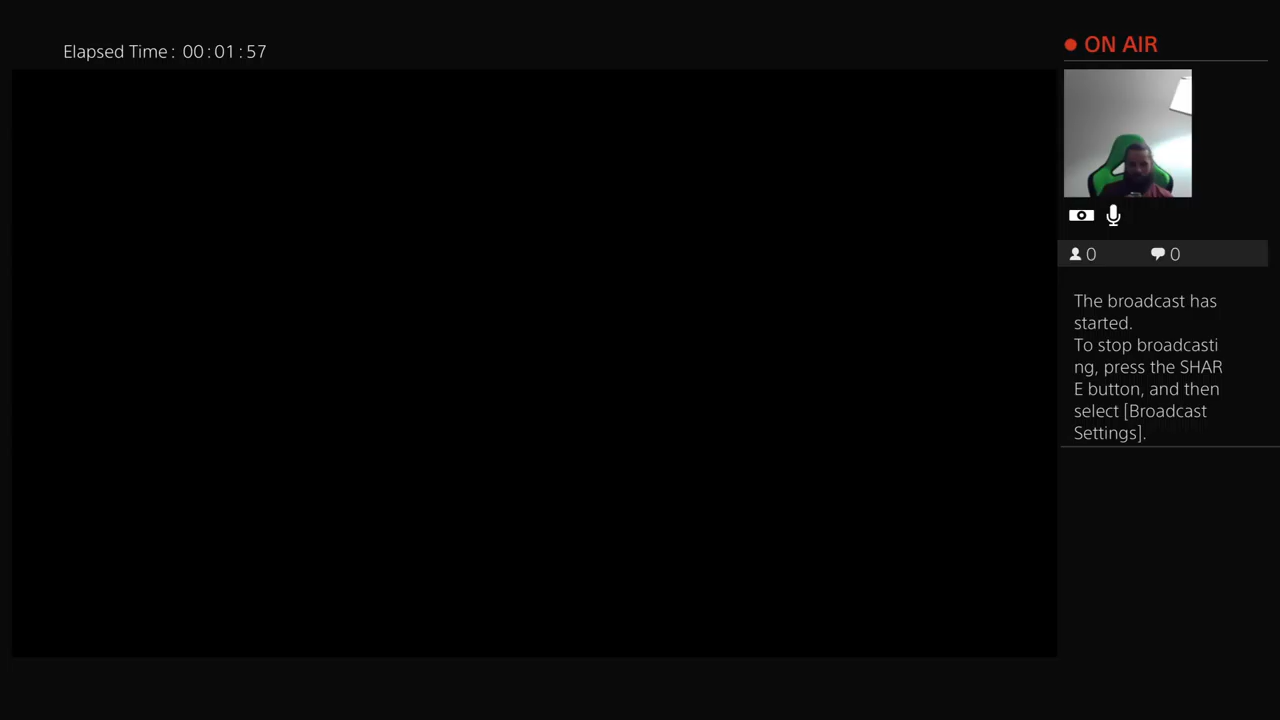 Elapsed Time: 00:01:57
ON AIR
0 0
The broadcast has
started.
To stop broadcasti
ng, press the SHAR
E button, and then
select [Broadcast
Settings].